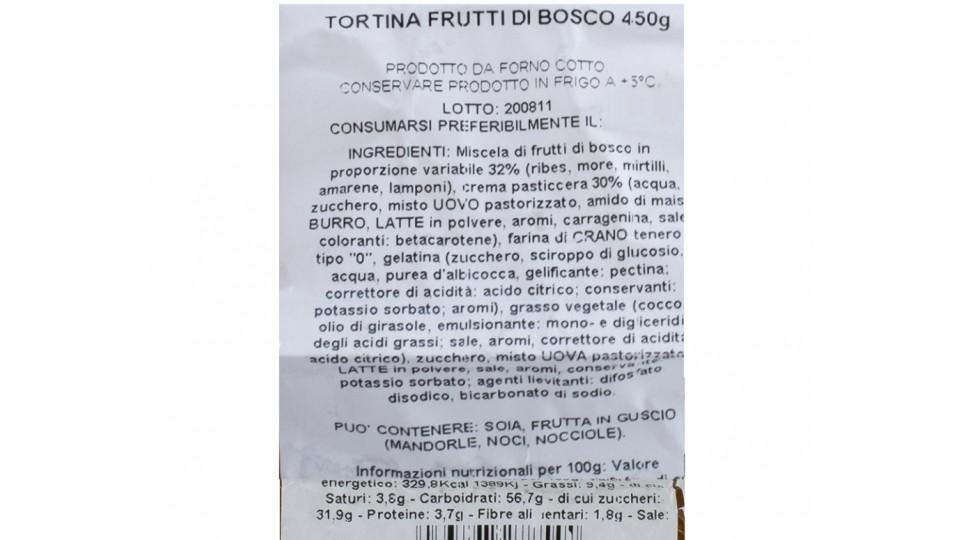 TORTINA FRUTTI DI BOSCO 450g
PRODOTTO DA FORNO COTTO
CONSERVARE PRODOTTO IN FRIGO A +3°C.
LOTTO: 200811
CONSUMARSI PREFERIBILMENTE IL:
INGREDIENTI: Miscela di frutti di bosco in
proporzione variabile 32% (ribes, more, mirtilli,
amarene, lamponi), crema pasticcera 30% (acqua,
zucchero, misto UOVO pastorizzato, amido di mais
BURRO, LATTE in polvere, aromi, carragenina, sale
coloranti: betacarotene), farina di GRANO tenero
tipo "0", gelatina (zucchero, sciroppo di glucosio,
acqua, purea d'albicocca, gelificante: pectina;
correttore di acidità: acido citrico; conservanti:
potassio sorbato; aromi), grasso vegetale (cocco
olio di girasole, emulsionante: mono- e digliceridi
degli acidi grassi; sale, aromi, correttore di acidità
acido citrico), zucchero, misto UOVA pastorizzato
LATTE in polvere, sale, aromi,
potassio sorbato; agenti lievitanti: difosfato
disodico, bicarbonato di sodio.
PUO' CONTENERE: SOIA, FRUTTA IN GUSCIO
(MANDORLE, NOCI, NOCCIOLE).
Informazioni nutrizionali per 100g: Valore
energetico: 329,8Kcal 1389Kj - Grassi: 9,4g -
Saturi: 3,6g - Carboidrati: 56,7g - di cui zuccheri:
31,9g - Proteine: 3,7g - Fibre alimentari: 1,8g - Sale: